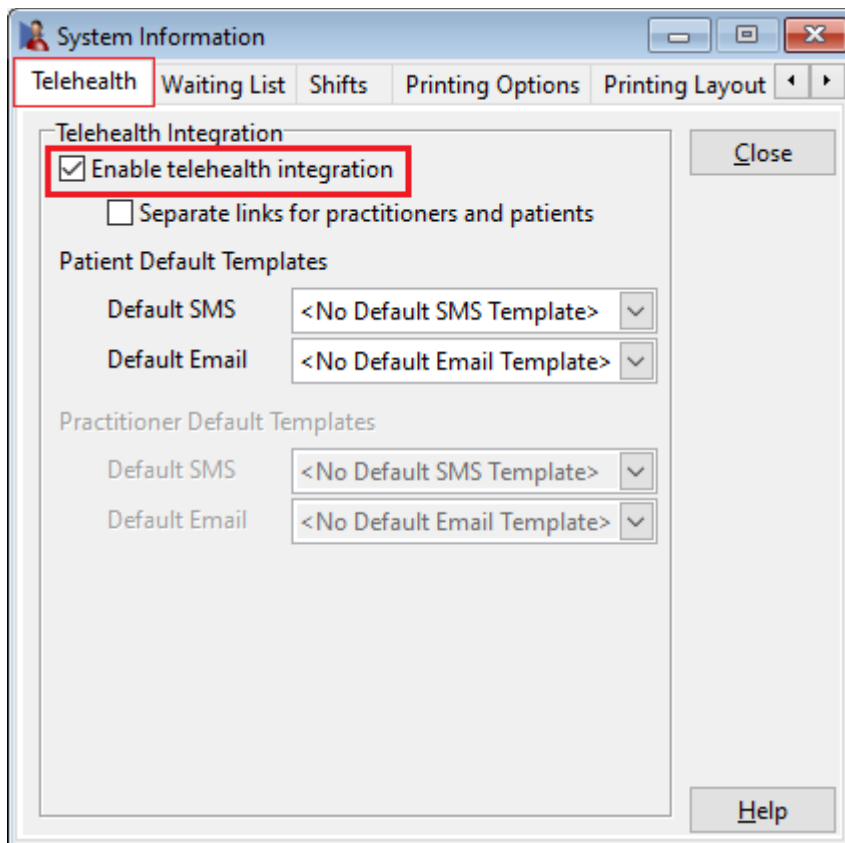 System Information
Telehealth Waiting List Shifts Printing Options Printing Layout
Telehealth Integration
Close
Enable telehealth integration
Separate links for practitioners and patients
Patient Default Templates
Default SMS <No Default SMS Template>
Default Email <No Default Email Template>
Practitioner Default Templates
Default SMS <No Default SMS Template>
Default Email <No Default Email Template>
Help